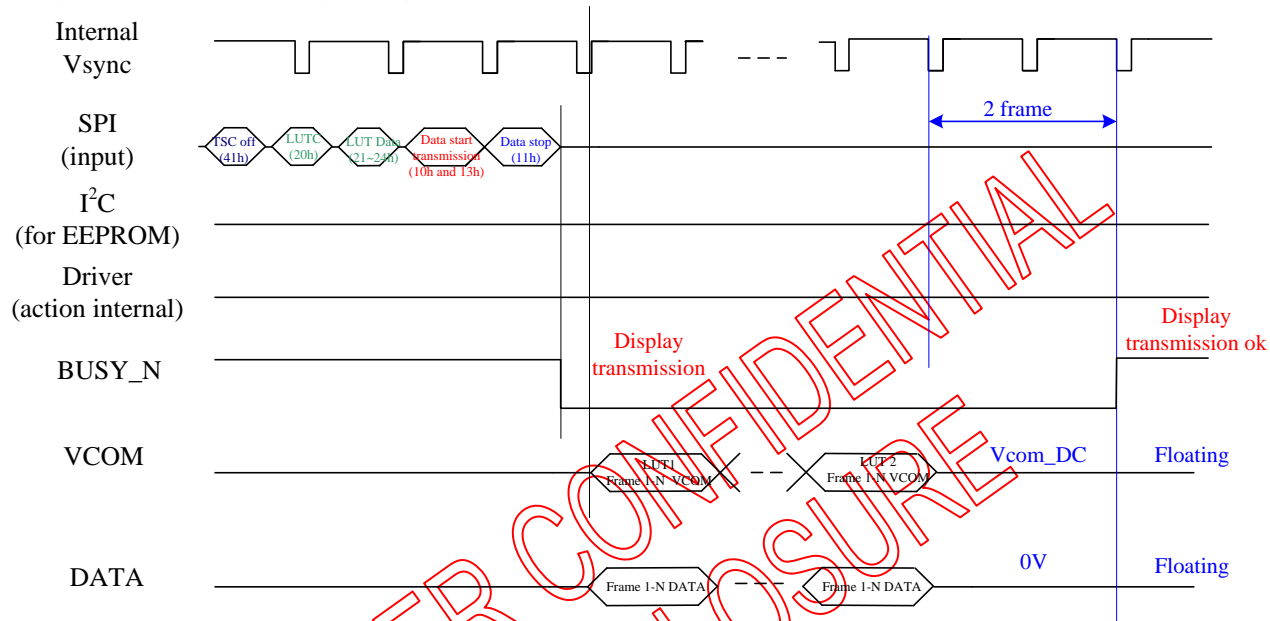 Internal
Vsync
2 frame
SPI
(input)
TSC off
(41h)
LUTC
(20h)
LUT Data
(21~24h)
Data start
transmission
(10h and 13h)
Data stop
(11h)
I²C
(for EEPROM)
Driver
(action internal)
BUSY_N
Display
transmission
Display
transmission ok
VCOM
LUT1
Frame 1-N VCOM
LUT 2
Frame 1-N VCOM
Vcom_DC
Floating
DATA
Frame 1-N DATA
Frame 1-N DATA
0V
Floating
CONFIDENTIAL